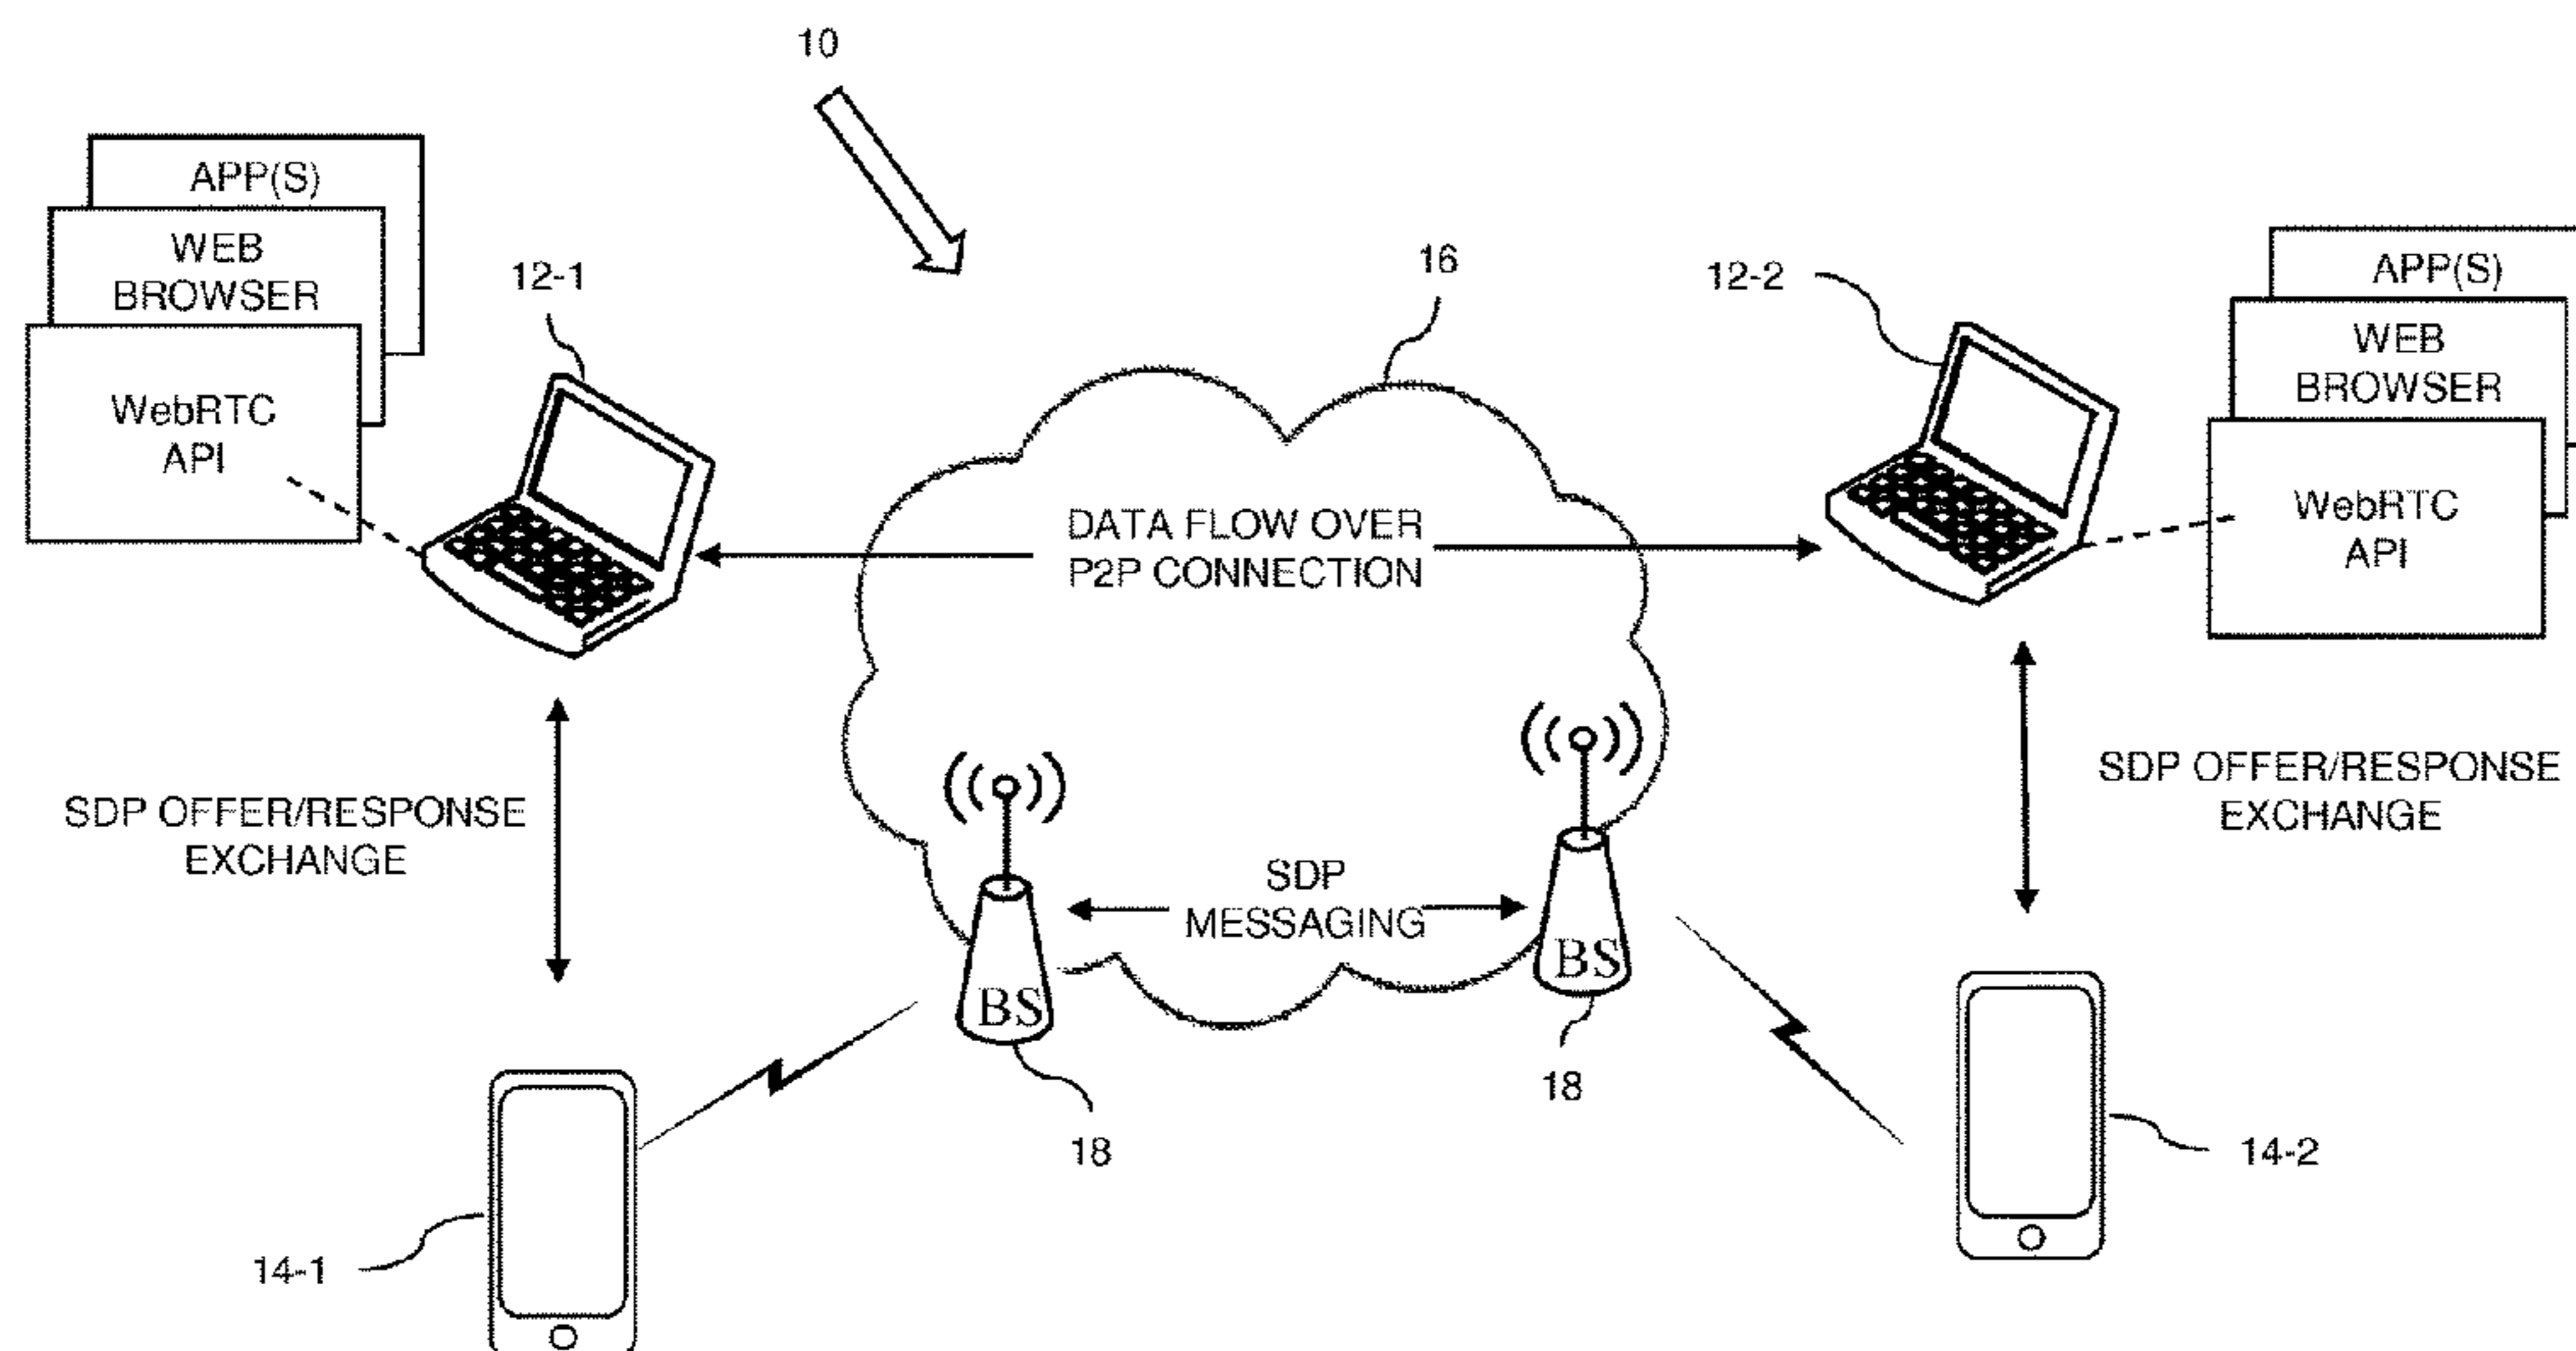 10
APP(S)
WEB
BROWSER
WebRTC
API
12-1
16
12-2
APP(S)
WEB
BROWSER
WebRTC
API
DATA FLOW OVER
P2P CONNECTION
SDP OFFER/RESPONSE
EXCHANGE
SDP
MESSAGING
SDP OFFER/RESPONSE
EXCHANGE
BS
BS
18
18
14-1
14-2